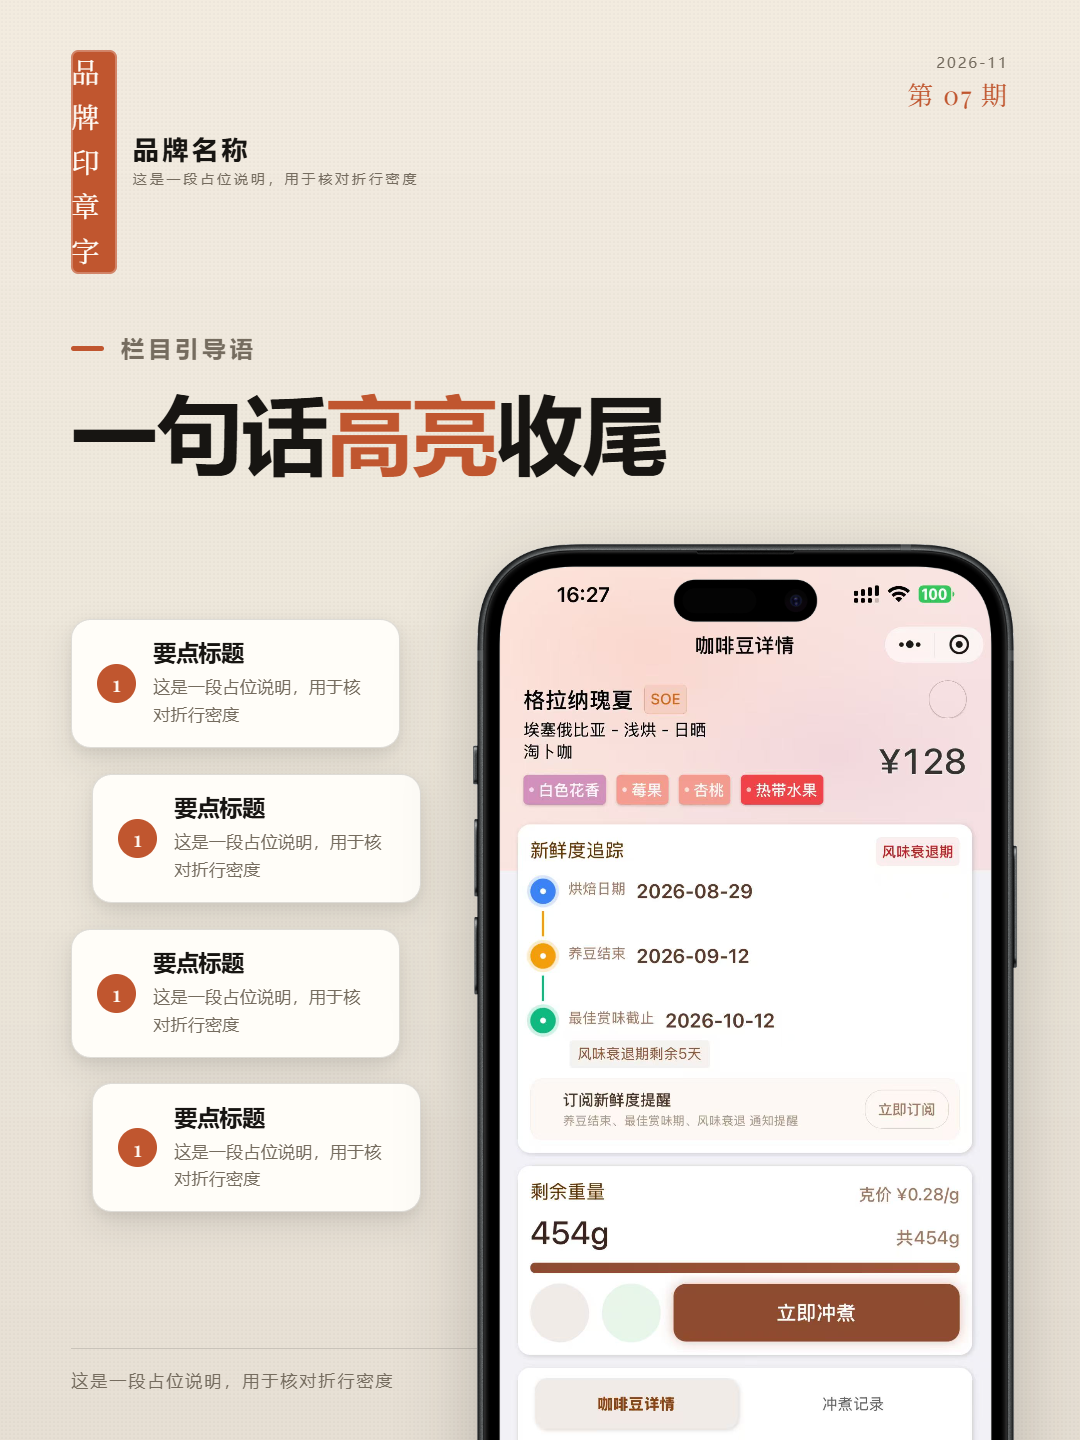 品
牌
印
章
字
品牌名称
这是一段占位说明，用于核对折行密度
2026-11
第 07 期
栏目引导语
一句话高亮收尾
1
要点标题
这是一段占位说明，用于核
对折行密度
1
要点标题
这是一段占位说明，用于核
对折行密度
1
要点标题
这是一段占位说明，用于核
对折行密度
1
要点标题
这是一段占位说明，用于核
对折行密度
这是一段占位说明，用于核对折行密度
16:27
100
咖啡豆详情
格拉纳瑰夏 SOE
埃塞俄比亚 - 浅烘 - 日晒
淘卜咖
¥128
白色花香 莓果 杏桃 热带水果
新鲜度追踪 风味衰退期
烘焙日期 2026-08-29
养豆结束 2026-09-12
最佳赏味截止 2026-10-12
风味衰退期剩余5天
订阅新鲜度提醒
养豆结束、最佳赏味期、风味衰退 通知提醒
立即订阅
剩余重量 克价 ¥0.28/g
454g 共454g
立即冲煮
咖啡豆详情 冲煮记录